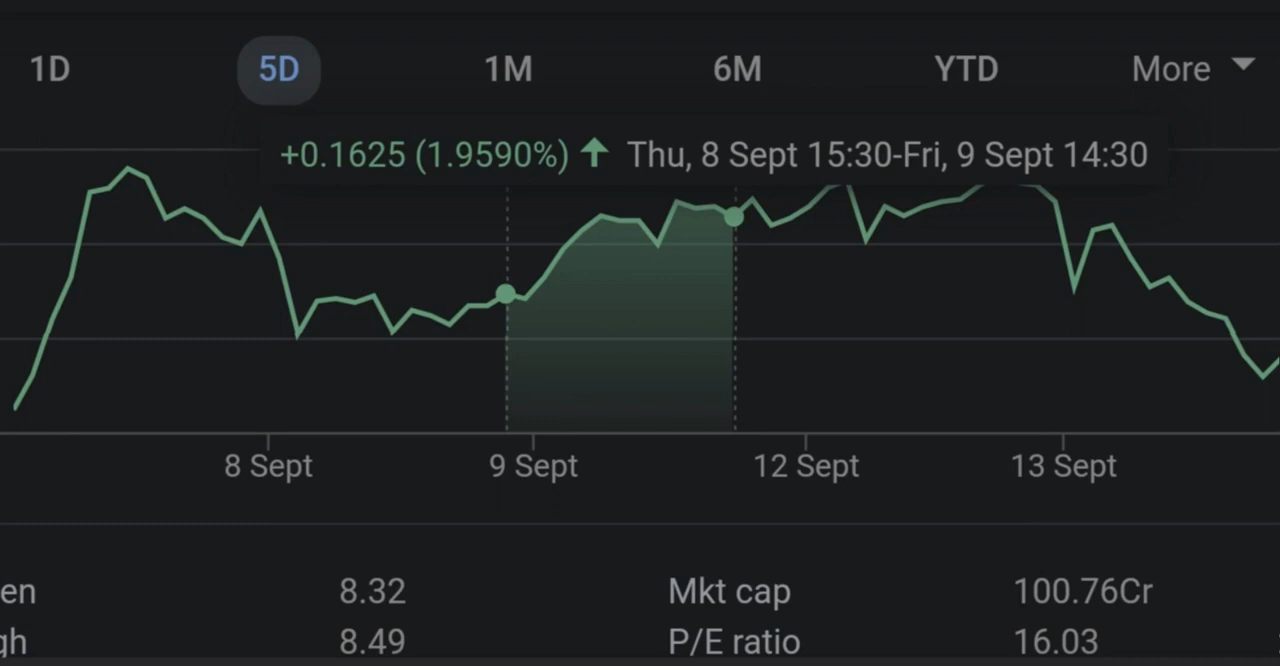 1D 5D 1M 6M YTD More
+0.1625 (1.9590%) ↑ Thu, 8 Sept 15:30-Fri, 9 Sept 14:30
8 Sept 9 Sept 12 Sept 13 Sept
en 8.32 Mkt cap 100.76Cr
gh 8.49 P/E ratio 16.03